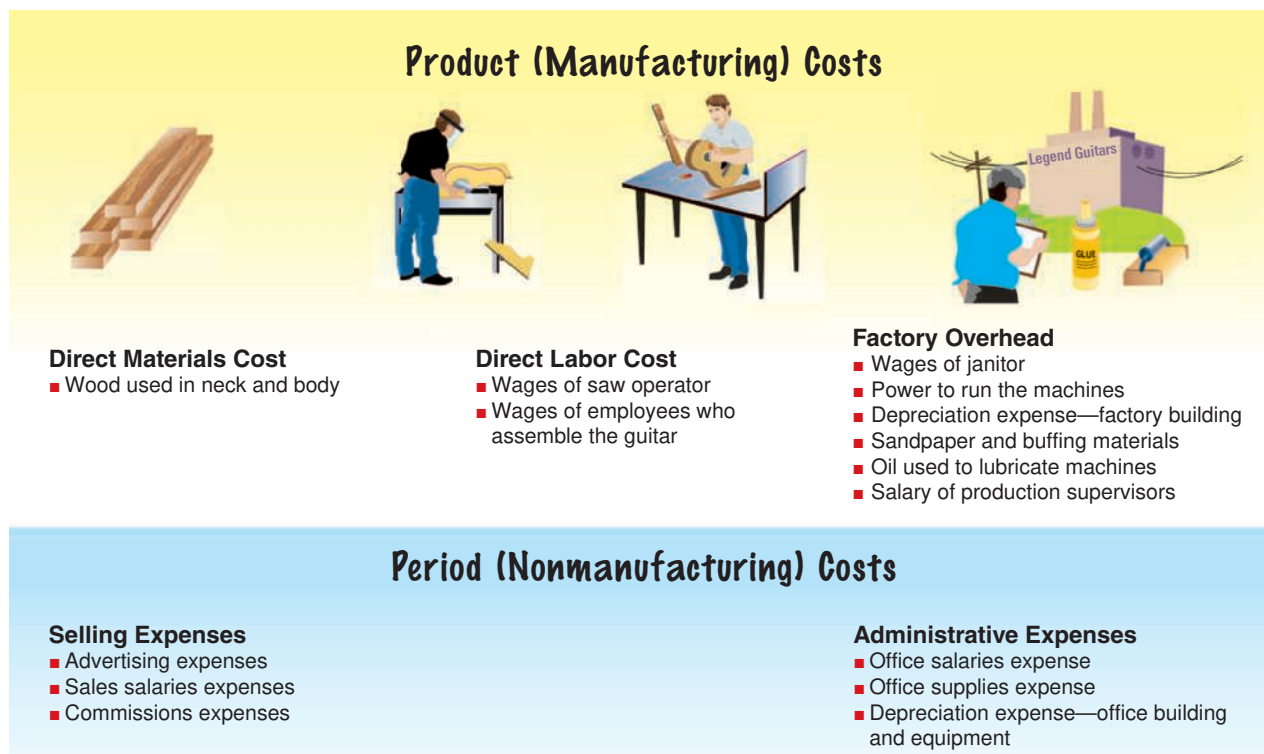 Product (Manufacturing) Costs
Legend Guitars
GLUE
Direct Materials Cost
■ Wood used in neck and body
Direct Labor Cost
■ Wages of saw operator
■ Wages of employees who
assemble the guitar
Factory Overhead
■ Wages of janitor
■ Power to run the machines
■ Depreciation expense—factory building
■ Sandpaper and buffing materials
■ Oil used to lubricate machines
■ Salary of production supervisors
Period (Nonmanufacturing) Costs
Selling Expenses
■ Advertising expenses
■ Sales salaries expenses
■ Commissions expenses
Administrative Expenses
■ Office salaries expense
■ Office supplies expense
■ Depreciation expense—office building
and equipment